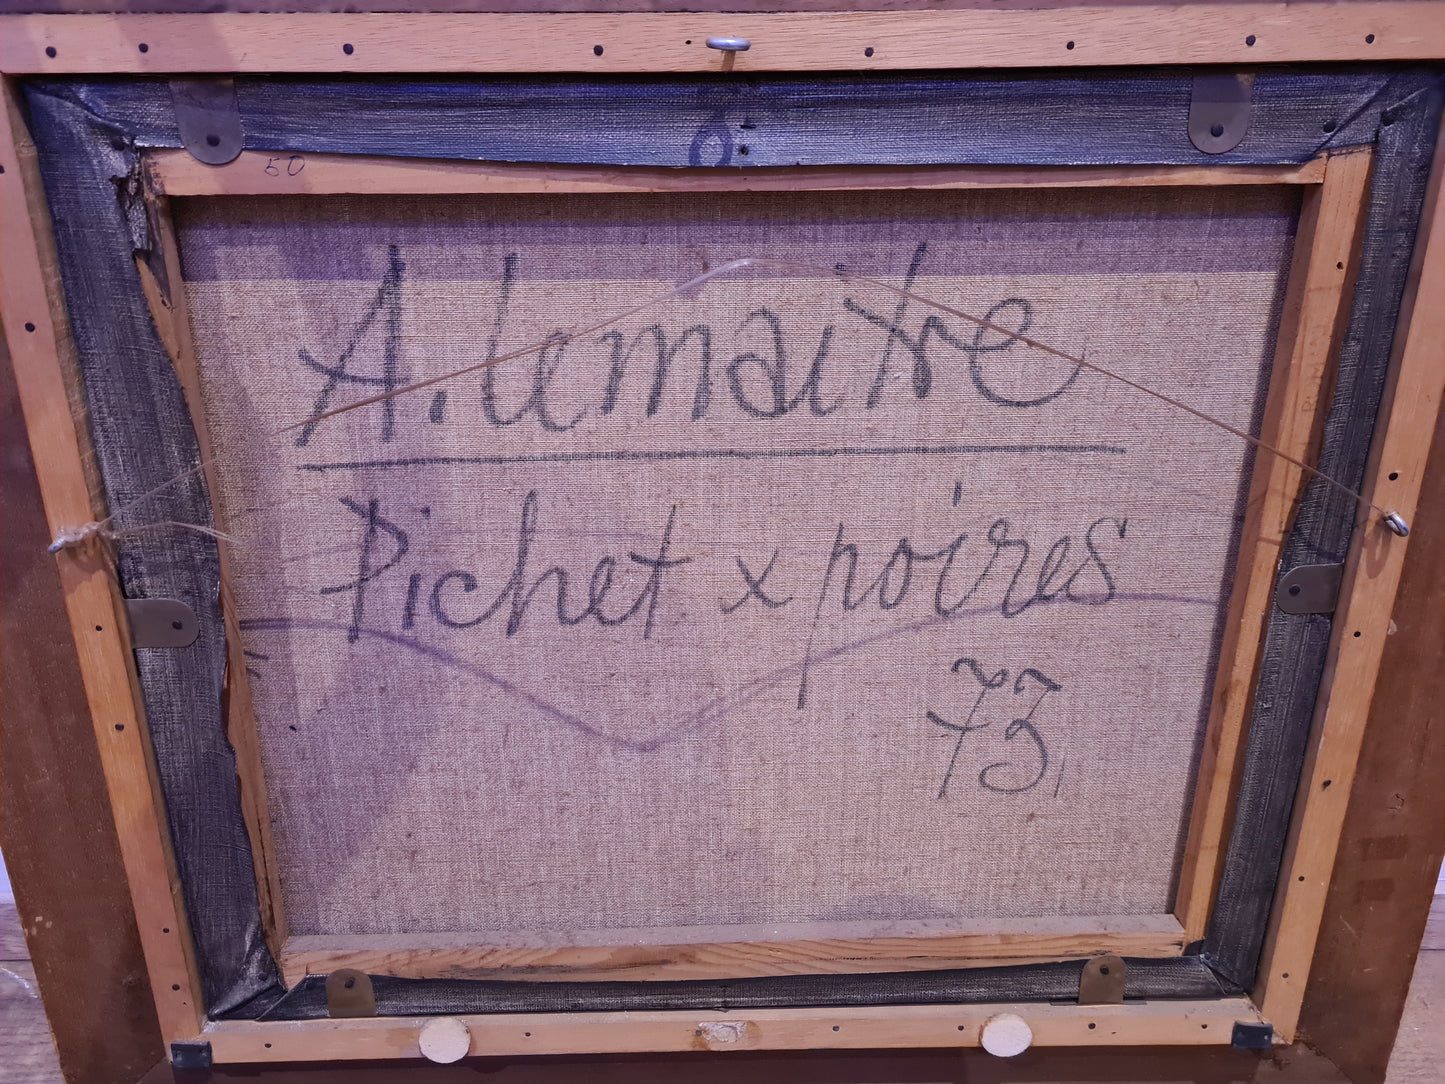 6
50
A. lemaitre
Pichet x poires
73